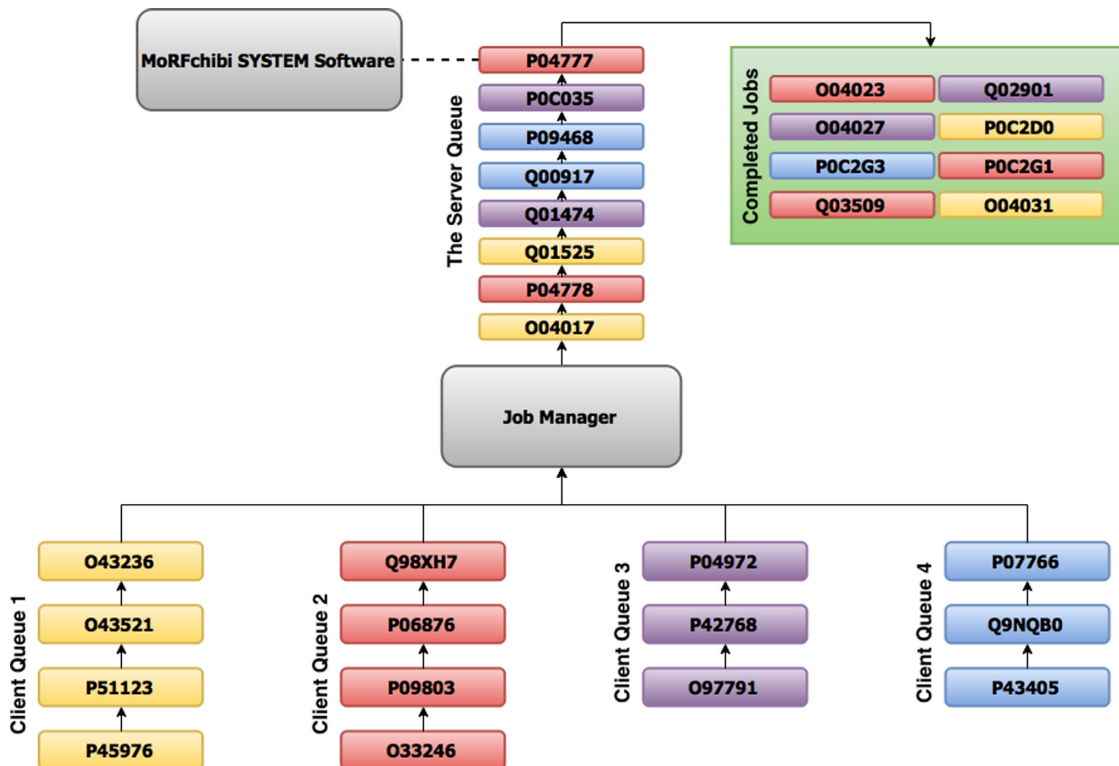 MoRFchibi SYSTEM Software
The Server Queue
P04777
P0C035
P09468
Q00917
Q01474
Q01525
P04778
O04017
Completed Jobs
O04023 Q02901
O04027 P0C2D0
P0C2G3 P0C2G1
Q03509 O04031
Job Manager
Client Queue 1
O43236
O43521
P51123
P45976
Client Queue 2
Q98XH7
P06876
P09803
O33246
Client Queue 3
P04972
P42768
O97791
Client Queue 4
P07766
Q9NQB0
P43405